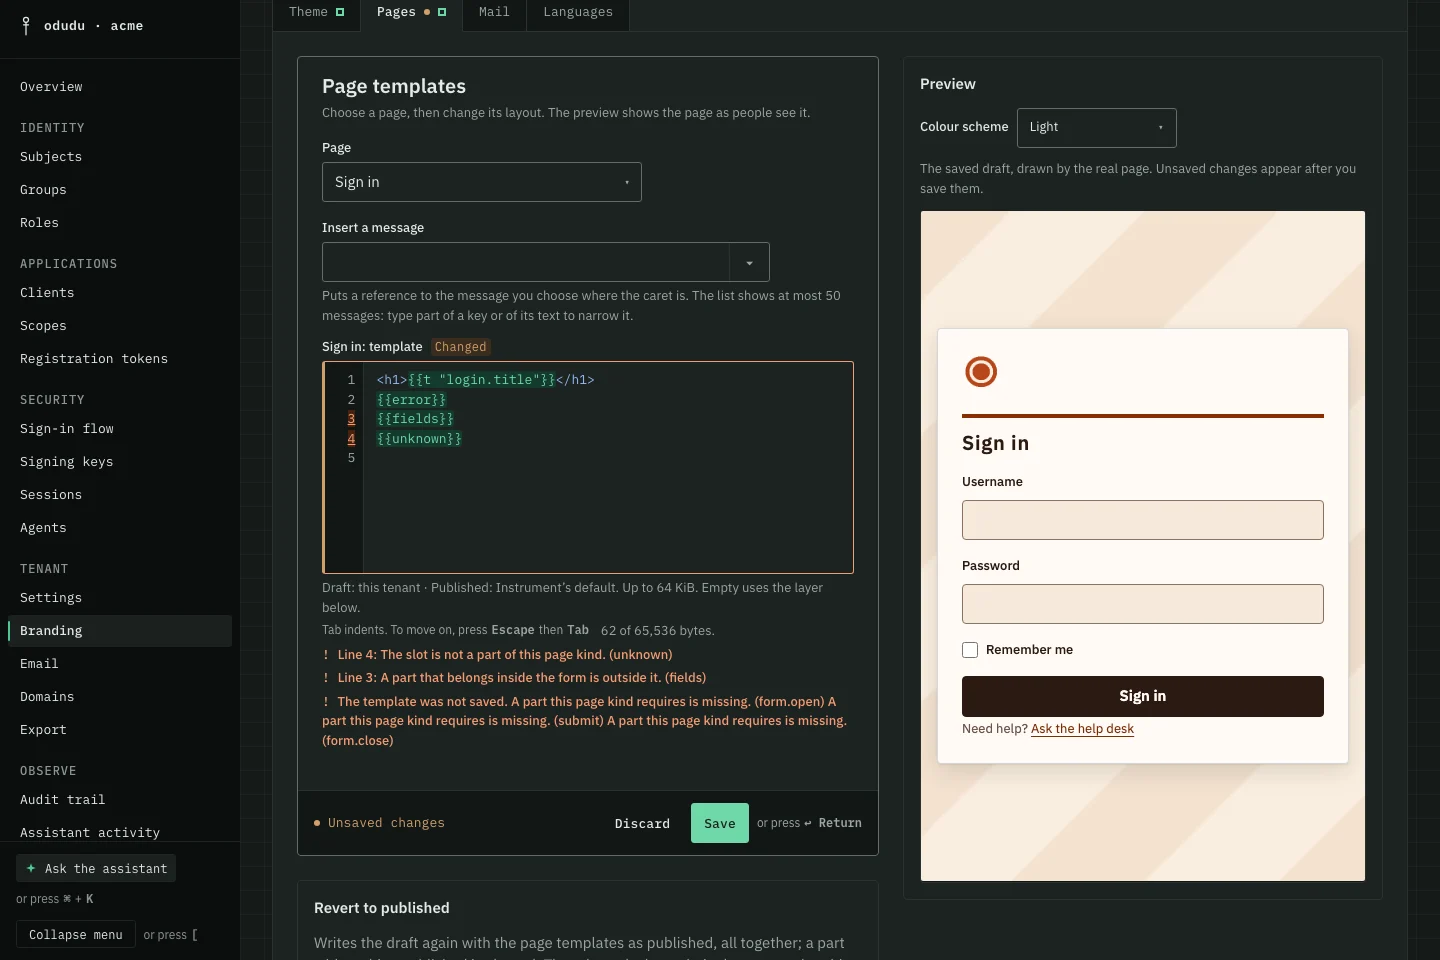 odudu · acme
Overview
IDENTITY
Subjects
Groups
Roles
APPLICATIONS
Clients
Scopes
Registration tokens
SECURITY
Sign-in flow
Signing keys
Sessions
Agents
TENANT
Settings
Branding
Email
Domains
Export
OBSERVE
Audit trail
Assistant activity
Ask the assistant
or press ⌘ + K
Collapse menu or press [
Theme Pages Mail Languages
Page templates
Choose a page, then change its layout. The preview shows the page as people see it.
Page
Sign in
Insert a message
Puts a reference to the message you choose where the caret is. The list shows at most 50
messages: type part of a key or of its text to narrow it.
Sign in: template Changed
1 <h1>{{t "login.title"}}</h1>
2 {{error}}
3 {{fields}}
4 {{unknown}}
5
Draft: this tenant · Published: Instrument’s default. Up to 64 KiB. Empty uses the layer
below.
Tab indents. To move on, press Escape then Tab 62 of 65,536 bytes.
! Line 4: The slot is not a part of this page kind. (unknown)
! Line 3: A part that belongs inside the form is outside it. (fields)
! The template was not saved. A part this page kind requires is missing. (form.open) A
part this page kind requires is missing. (submit) A part this page kind requires is missing.
(form.close)
Unsaved changes Discard Save or press ↩ Return
Revert to published
Writes the draft again with the page templates as published, all together; a part
Preview
Colour scheme Light
The saved draft, drawn by the real page. Unsaved changes appear after you
save them.
Sign in
Username
Password
Remember me
Sign in
Need help? Ask the help desk